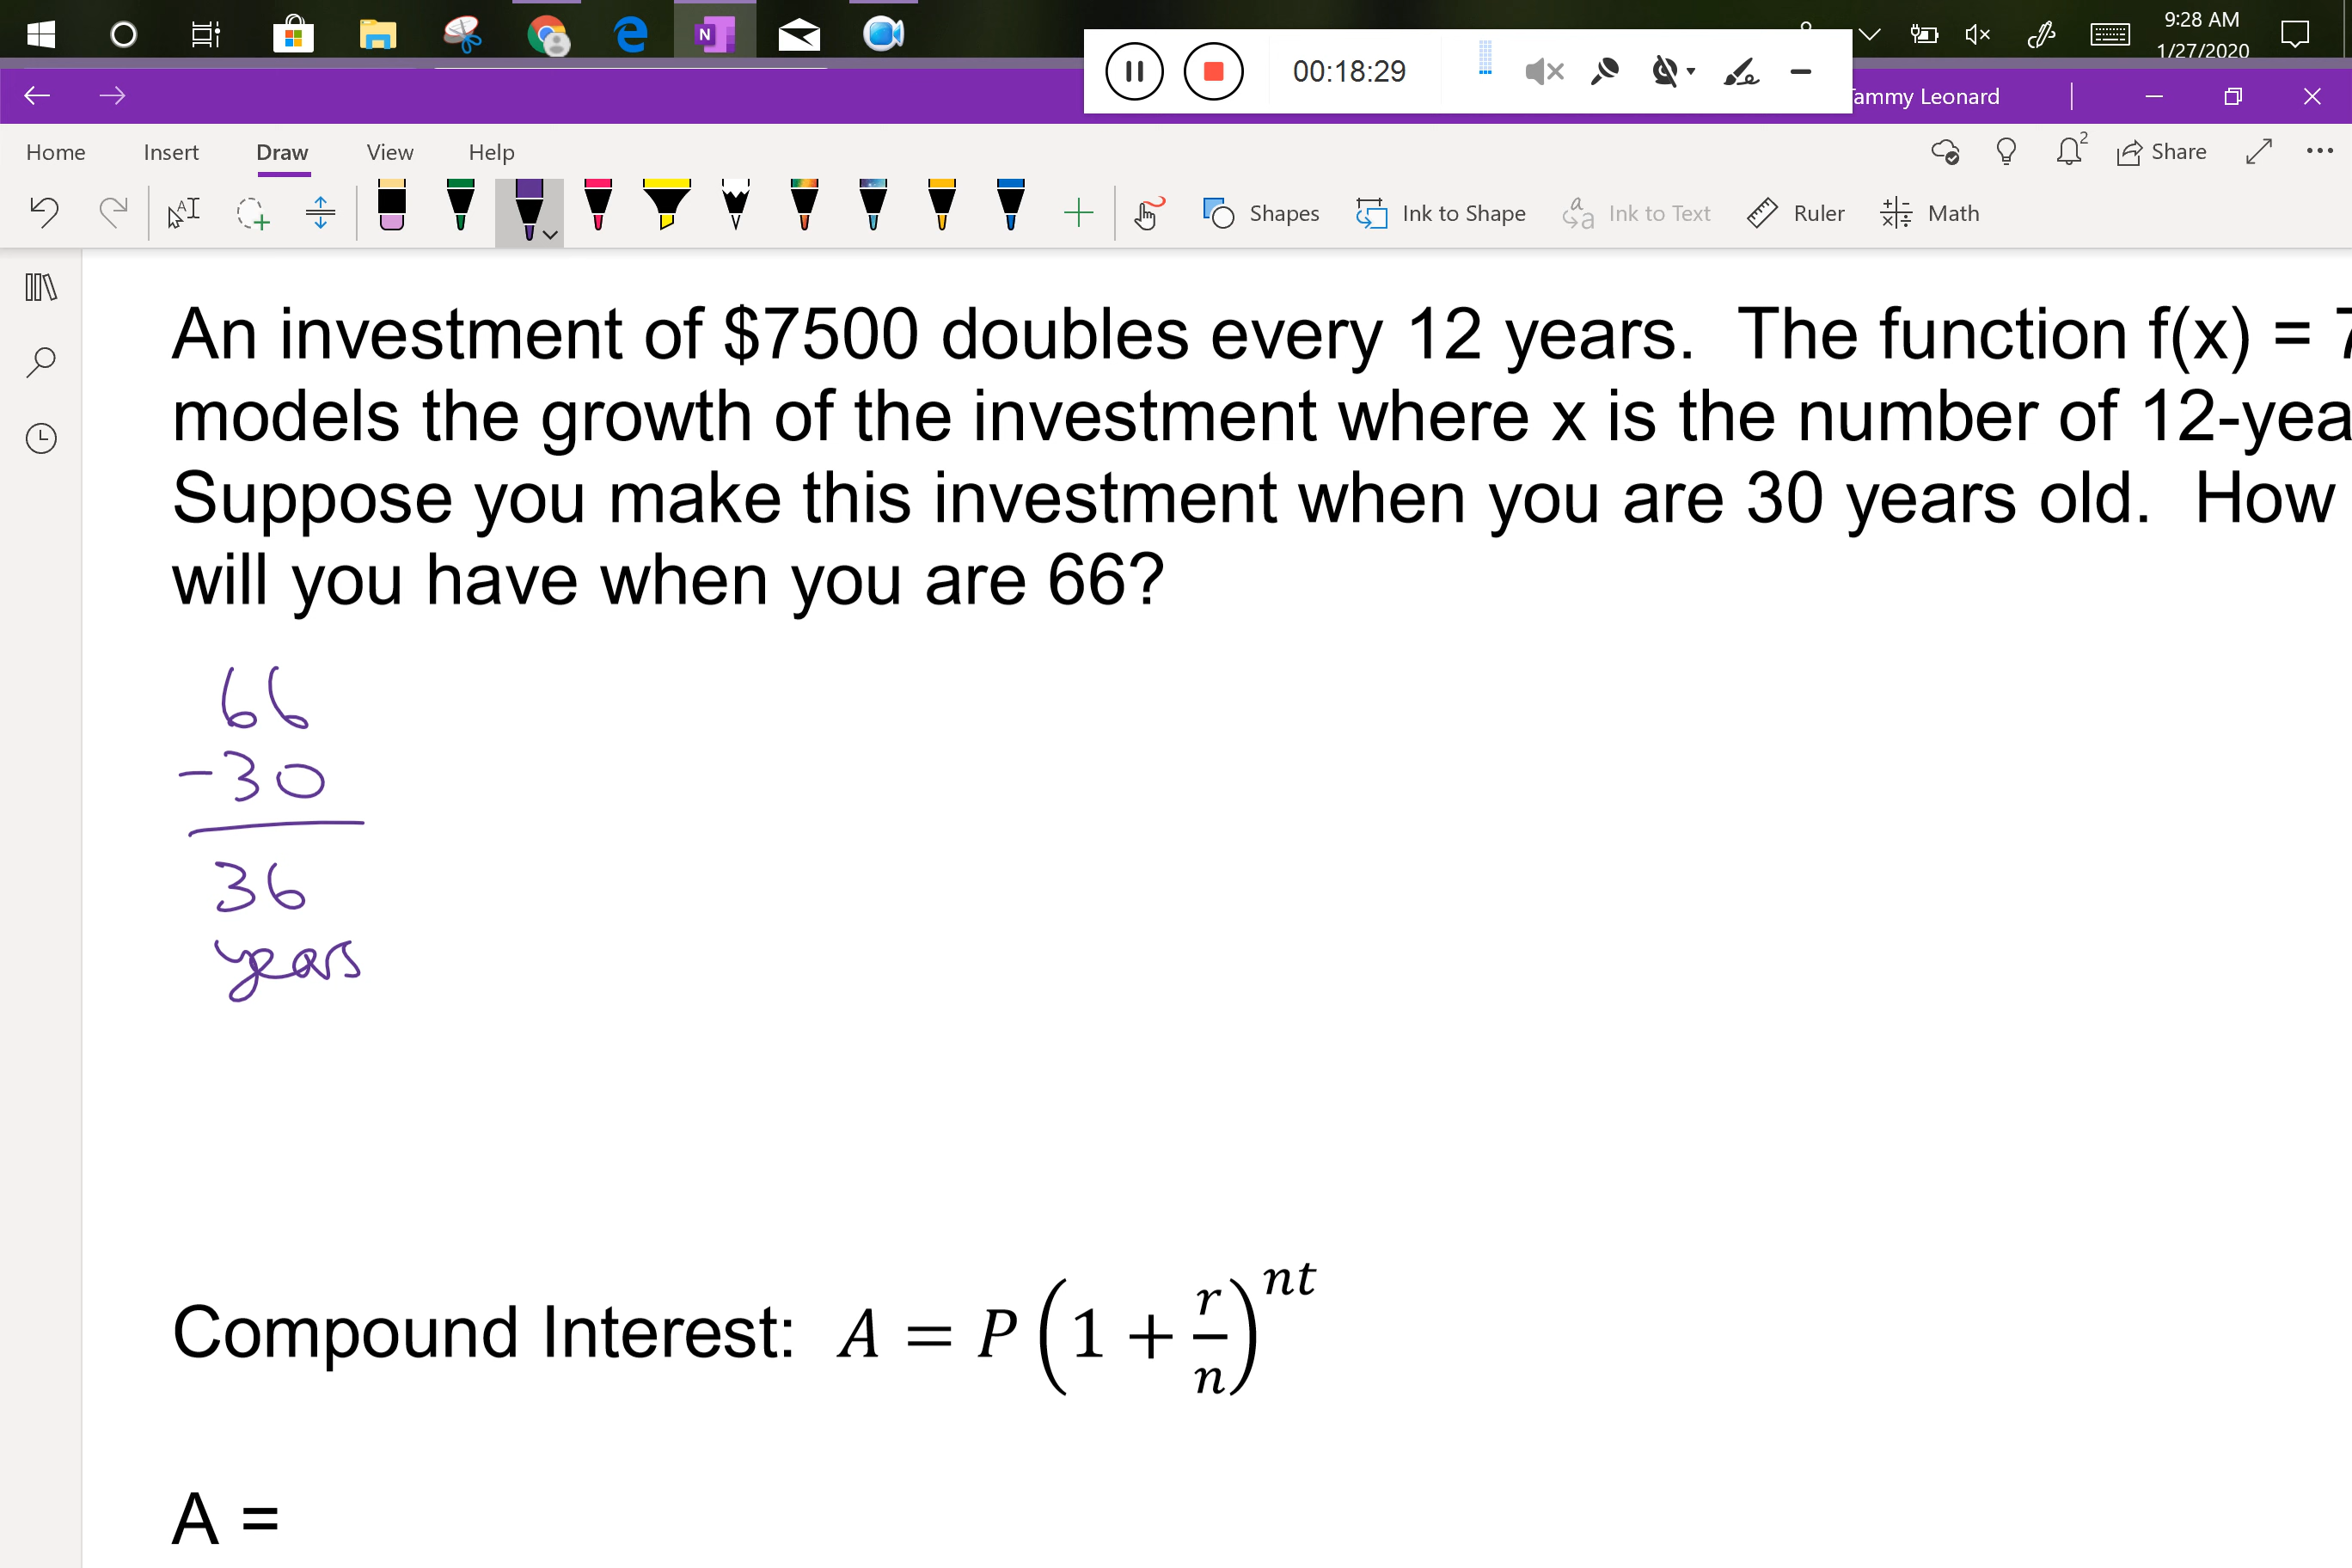 9:28 AM
1/27/2020
00:18:29
ammy Leonard
Home Insert Draw View Help
2 Share
Shapes Ink to Shape Ink to Text Ruler Math
An investment of $7500 doubles every 12 years. The function f(x) = 7
models the growth of the investment where x is the number of 12-yea
Suppose you make this investment when you are 30 years old. How
will you have when you are 66?
66
-30
36
years
Compound Interest: A = P(1 + r/n)^nt
A =